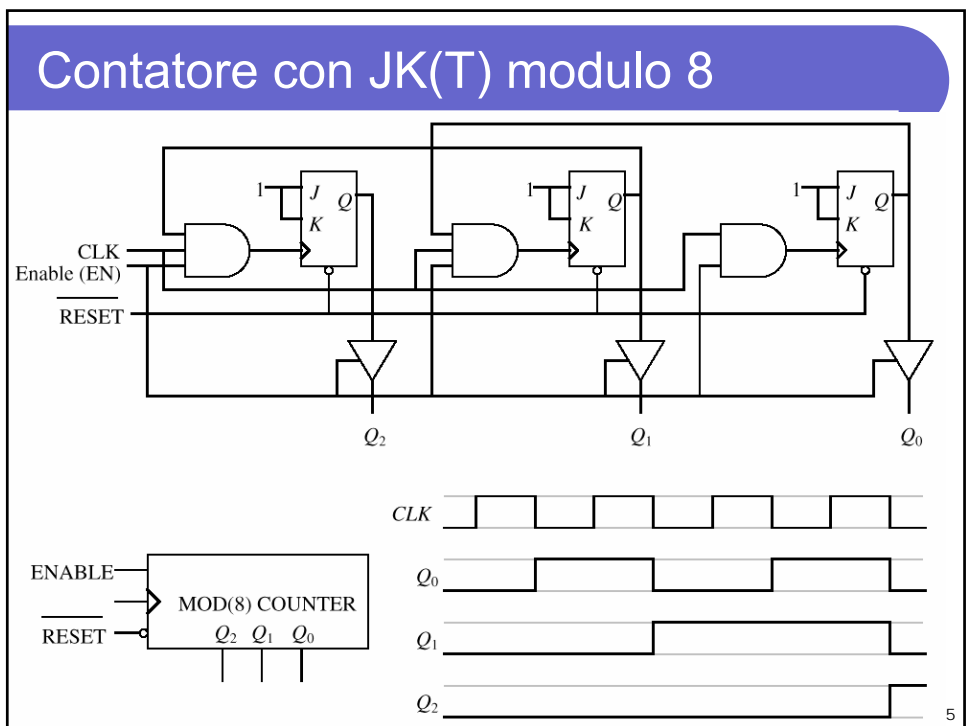 Contatore con JK(T) modulo 8
1 J Q K
1 J Q K
1 J Q K
CLK
Enable (EN)
RESET
Q2 Q1 Q0
CLK
Q0
Q1
Q2
ENABLE
MOD(8) COUNTER
RESET Q2 Q1 Q0
5